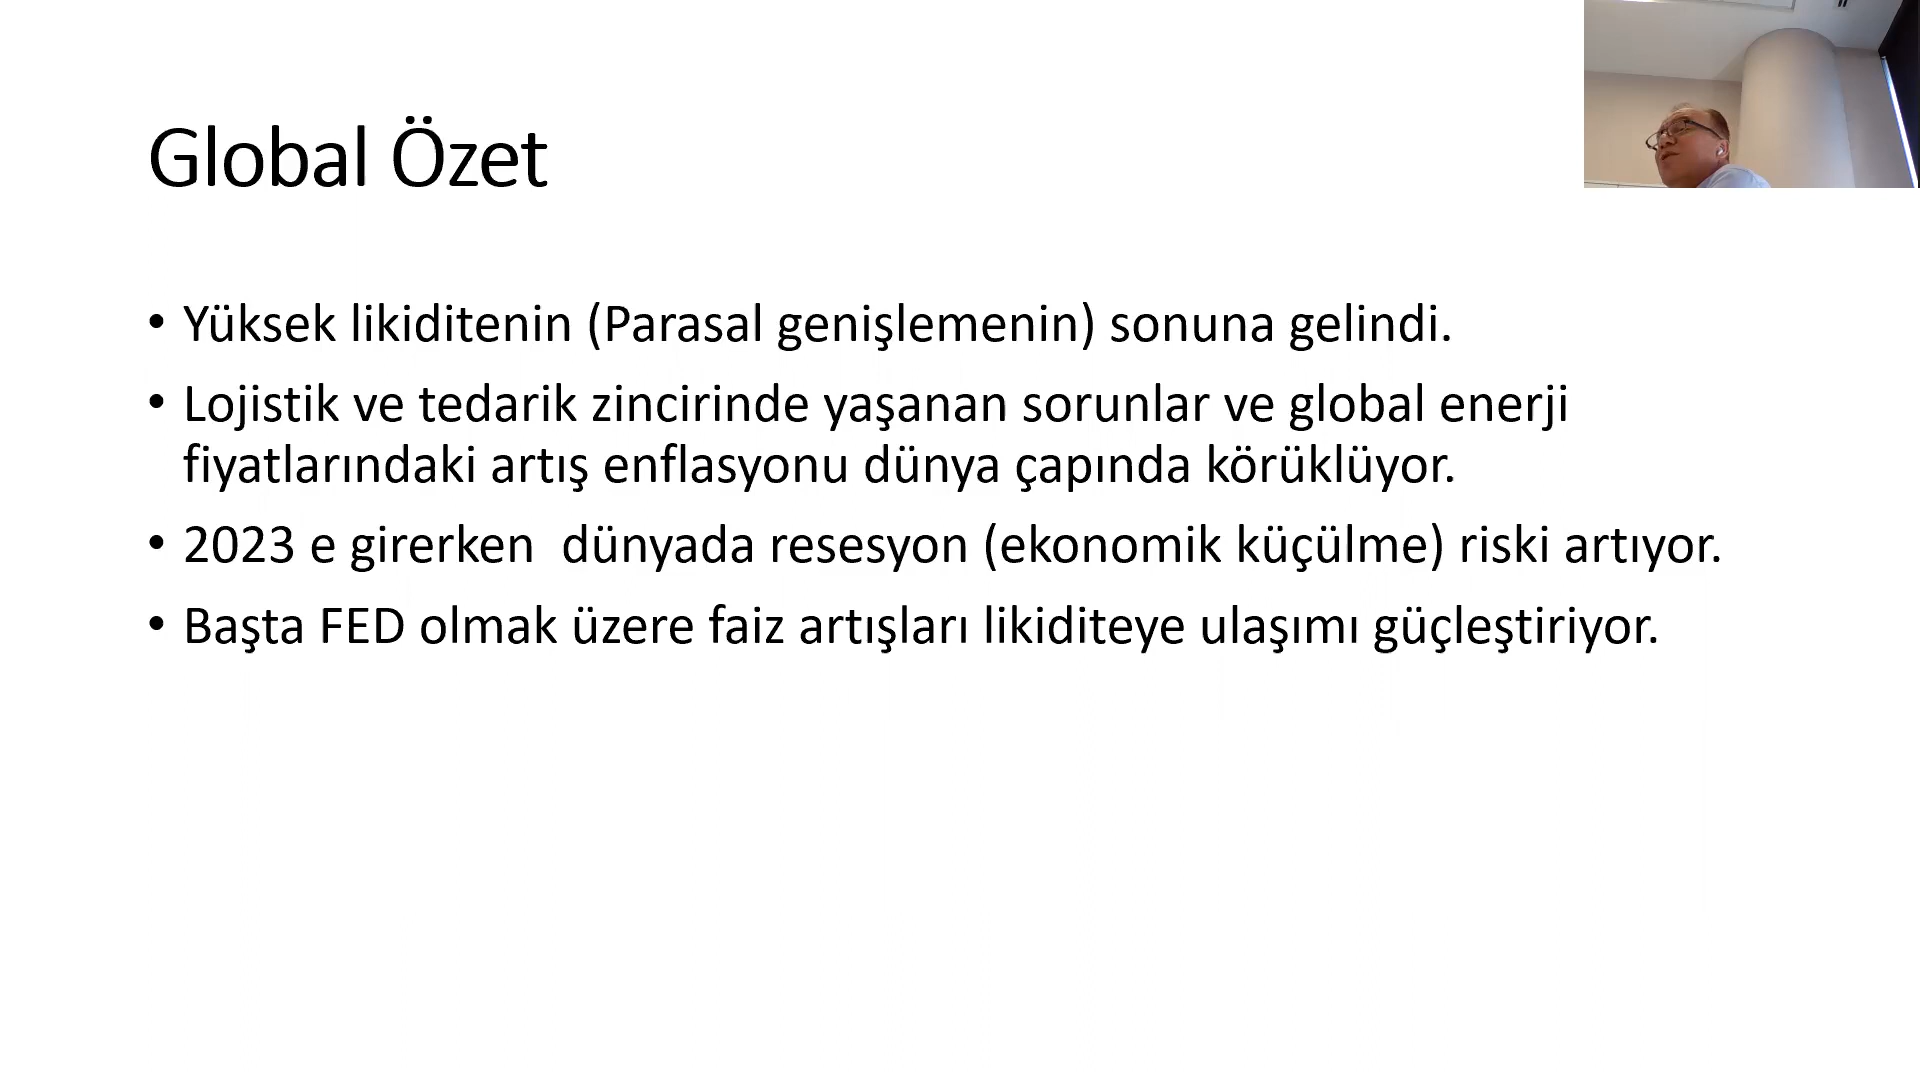 Global Özet
• Yüksek likiditenin (Parasal genişlemenin) sonuna gelindi.
• Lojistik ve tedarik zincirinde yaşanan sorunlar ve global enerji
fiyatlarındaki artış enflasyonu dünya çapında körüklüyor.
• 2023 e girerken  dünyada resesyon (ekonomik küçülme) riski artıyor.
• Başta FED olmak üzere faiz artışları likiditeye ulaşımı güçleştiriyor.